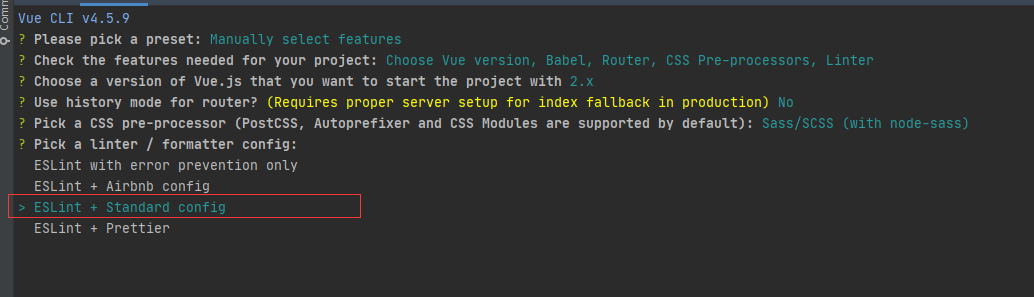 Comm
Vue CLI v4.5.9
? Please pick a preset: Manually select features
? Check the features needed for your project: Choose Vue version, Babel, Router, CSS Pre-processors, Linter
? Choose a version of Vue.js that you want to start the project with 2.x
? Use history mode for router? (Requires proper server setup for index fallback in production) No
? Pick a CSS pre-processor (PostCSS, Autoprefixer and CSS Modules are supported by default): Sass/SCSS (with node-sass)
? Pick a linter / formatter config:
ESLint with error prevention only
ESLint + Airbnb config
> ESLint + Standard config
ESLint + Prettier